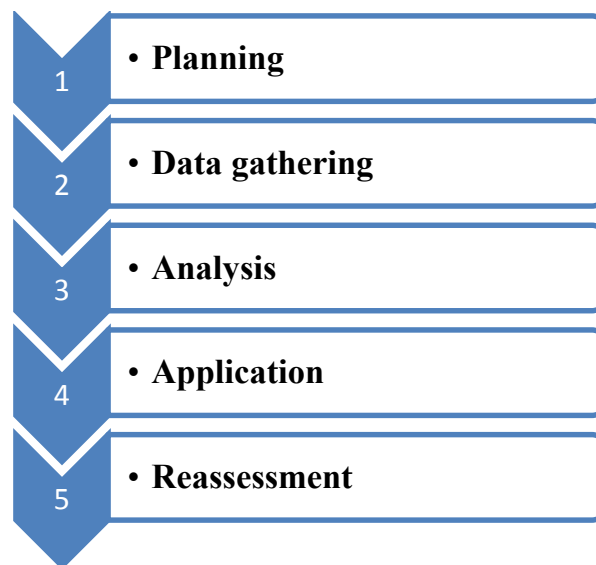 1
• Planning
2
• Data gathering
3
• Analysis
4
• Application
5
• Reassessment